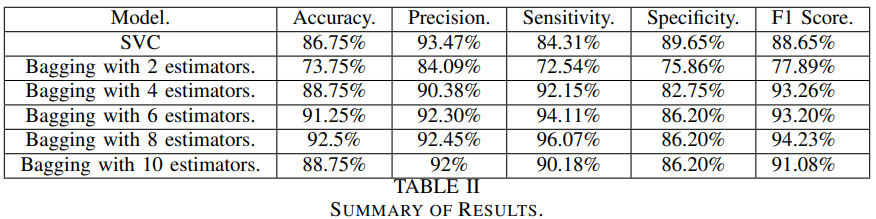 Model. Accuracy. Precision. Sensitivity. Specificity. F1 Score.
SVC 86.75% 93.47% 84.31% 89.65% 88.65%
Bagging with 2 estimators. 73.75% 84.09% 72.54% 75.86% 77.89%
Bagging with 4 estimators. 88.75% 90.38% 92.15% 82.75% 93.26%
Bagging with 6 estimators. 91.25% 92.30% 94.11% 86.20% 93.20%
Bagging with 8 estimators. 92.5% 92.45% 96.07% 86.20% 94.23%
Bagging with 10 estimators. 88.75% 92% 90.18% 86.20% 91.08%
TABLE II
SUMMARY OF RESULTS.